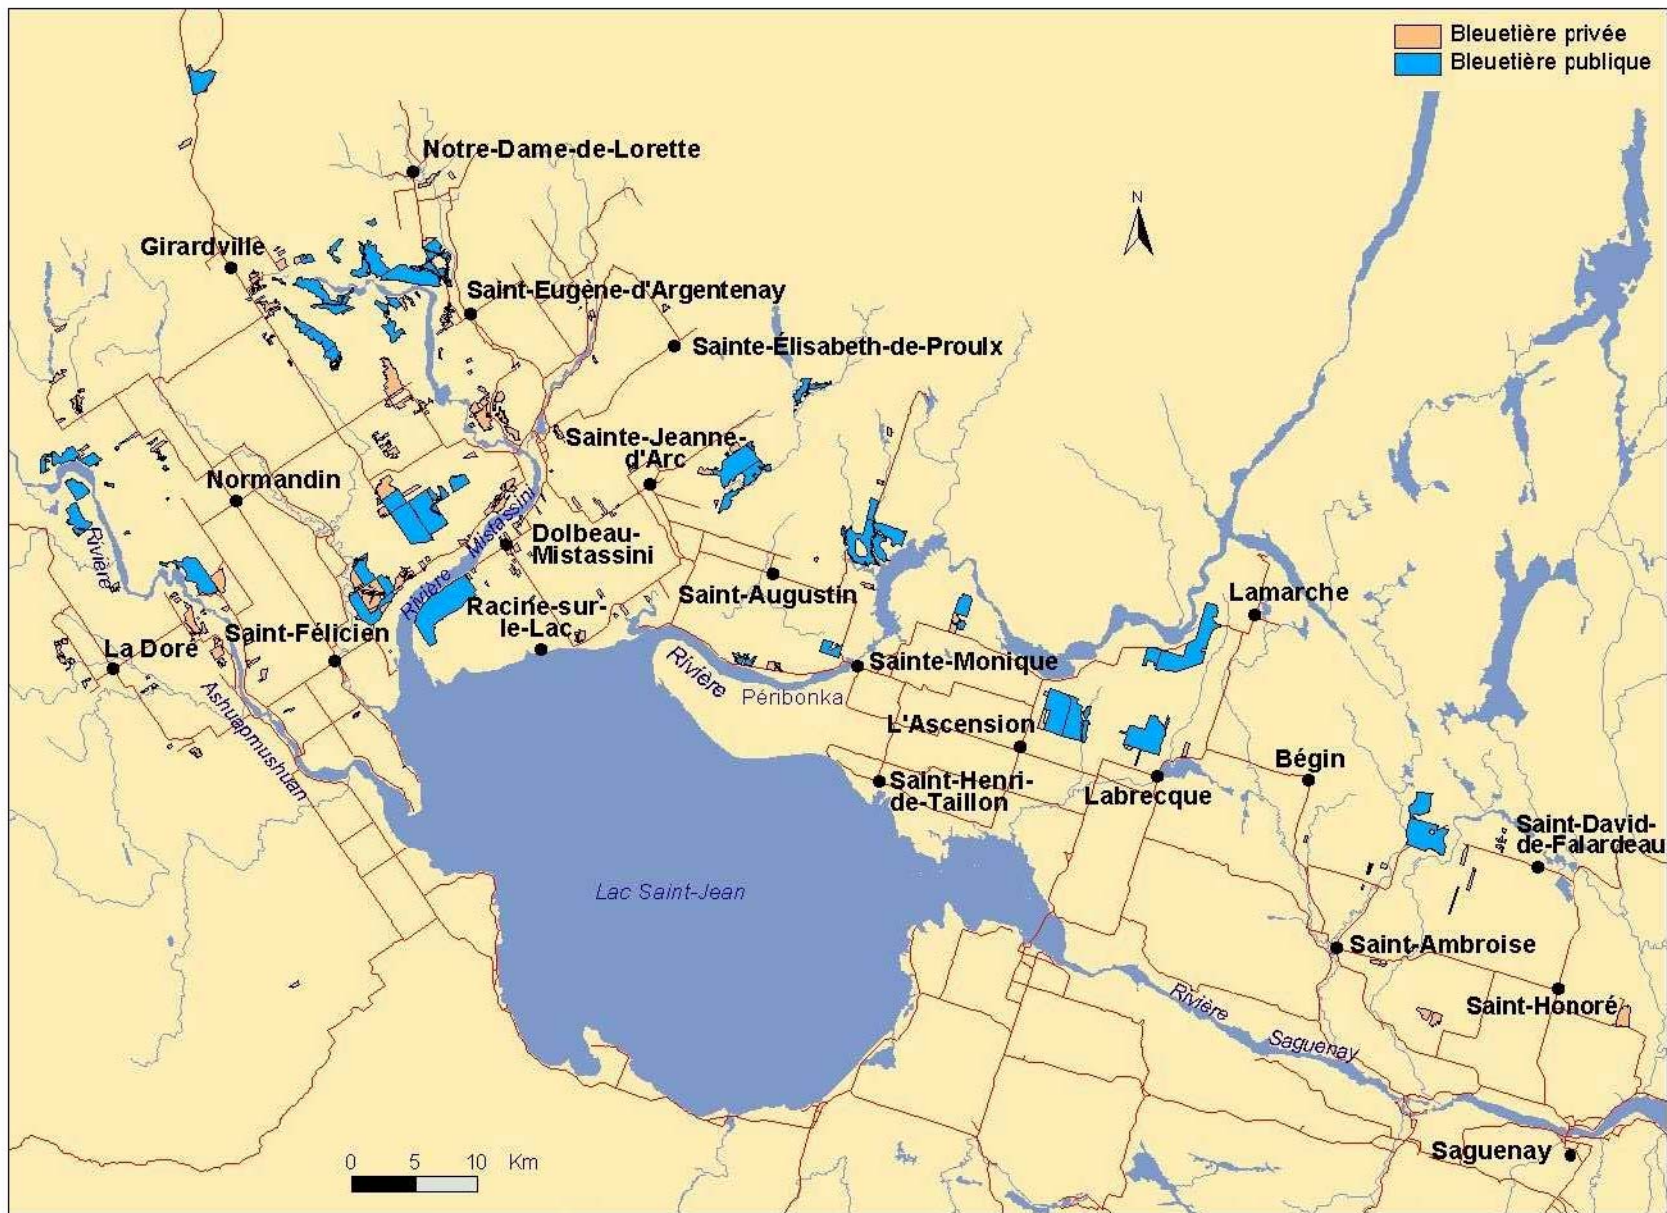 Bleuetière privée
Bleuetière publique
Notre-Dame-de-Lorette
N
Girardville
Saint-Eugène-d'Argentenay
Sainte-Élisabeth-de-Proulx
Sainte-Jeanne-
d'Arc
Normandin
Rivière Mistassini
Dolbeau-
Mistassini
Rivière
Ashuapmushuan
Saint-Augustin
Racine-sur-
le-Lac
Lamarche
Saint-Félicien
La Doré
Sainte-Monique
Rivière
Péribonka
L'Ascension
Bégin
Saint-Henri-
de-Taillon
Labrecque
Saint-David-
de-Falardeau
Lac Saint-Jean
Saint-Ambroise
Rivière
Saguenay
Saint-Honoré
Saguenay
0 5 10 Km